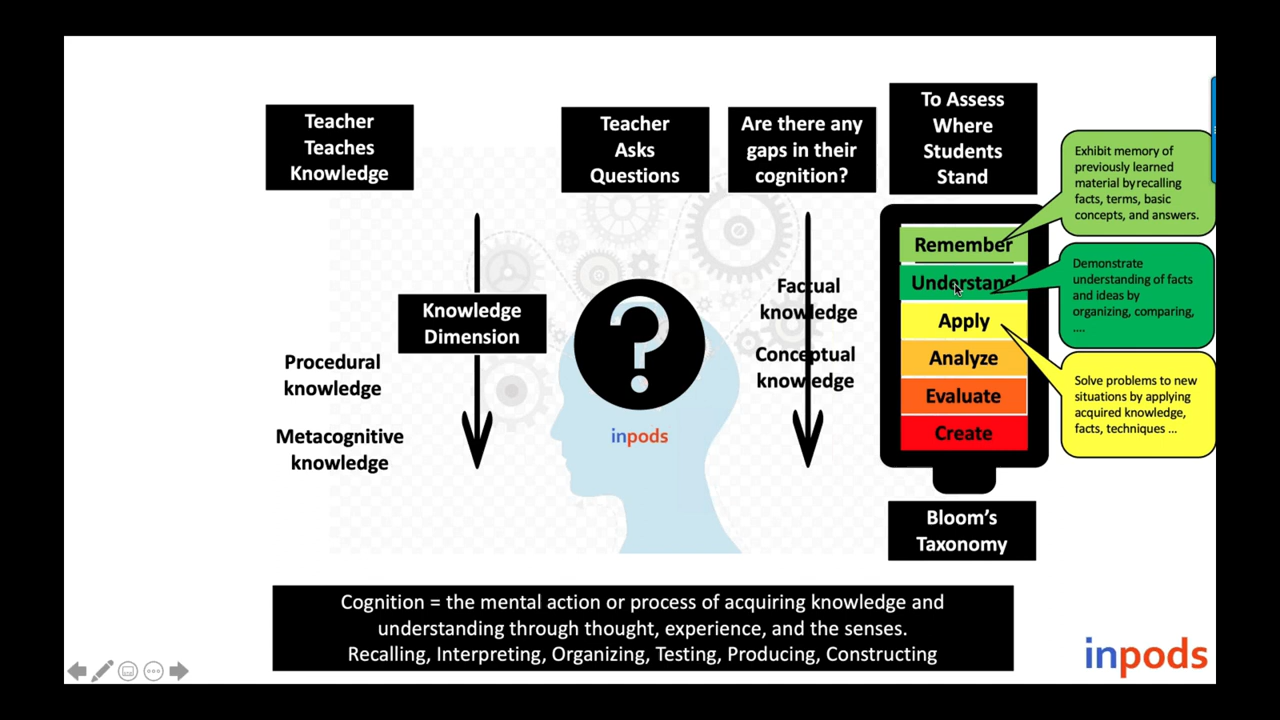 Teacher
Teaches
Knowledge
Teacher
Asks
Questions
Are there any
gaps in their
cognition?
To Assess
Where
Students
Stand
Exhibit memory of
previously learned
material by recalling
facts, terms, basic
concepts, and answers.
Remember
Understand
Apply
Analyze
Evaluate
Create
Demonstrate
understanding of facts
and ideas by
organizing, comparing,
....
Solve problems to new
situations by applying
acquired knowledge,
facts, techniques ...
Knowledge
Dimension
Procedural
knowledge
Metacognitive
knowledge
?
inpods
Factual
knowledge
Conceptual
knowledge
Bloom’s
Taxonomy
Cognition = the mental action or process of acquiring knowledge and
understanding through thought, experience, and the senses.
Recalling, Interpreting, Organizing, Testing, Producing, Constructing
inpods